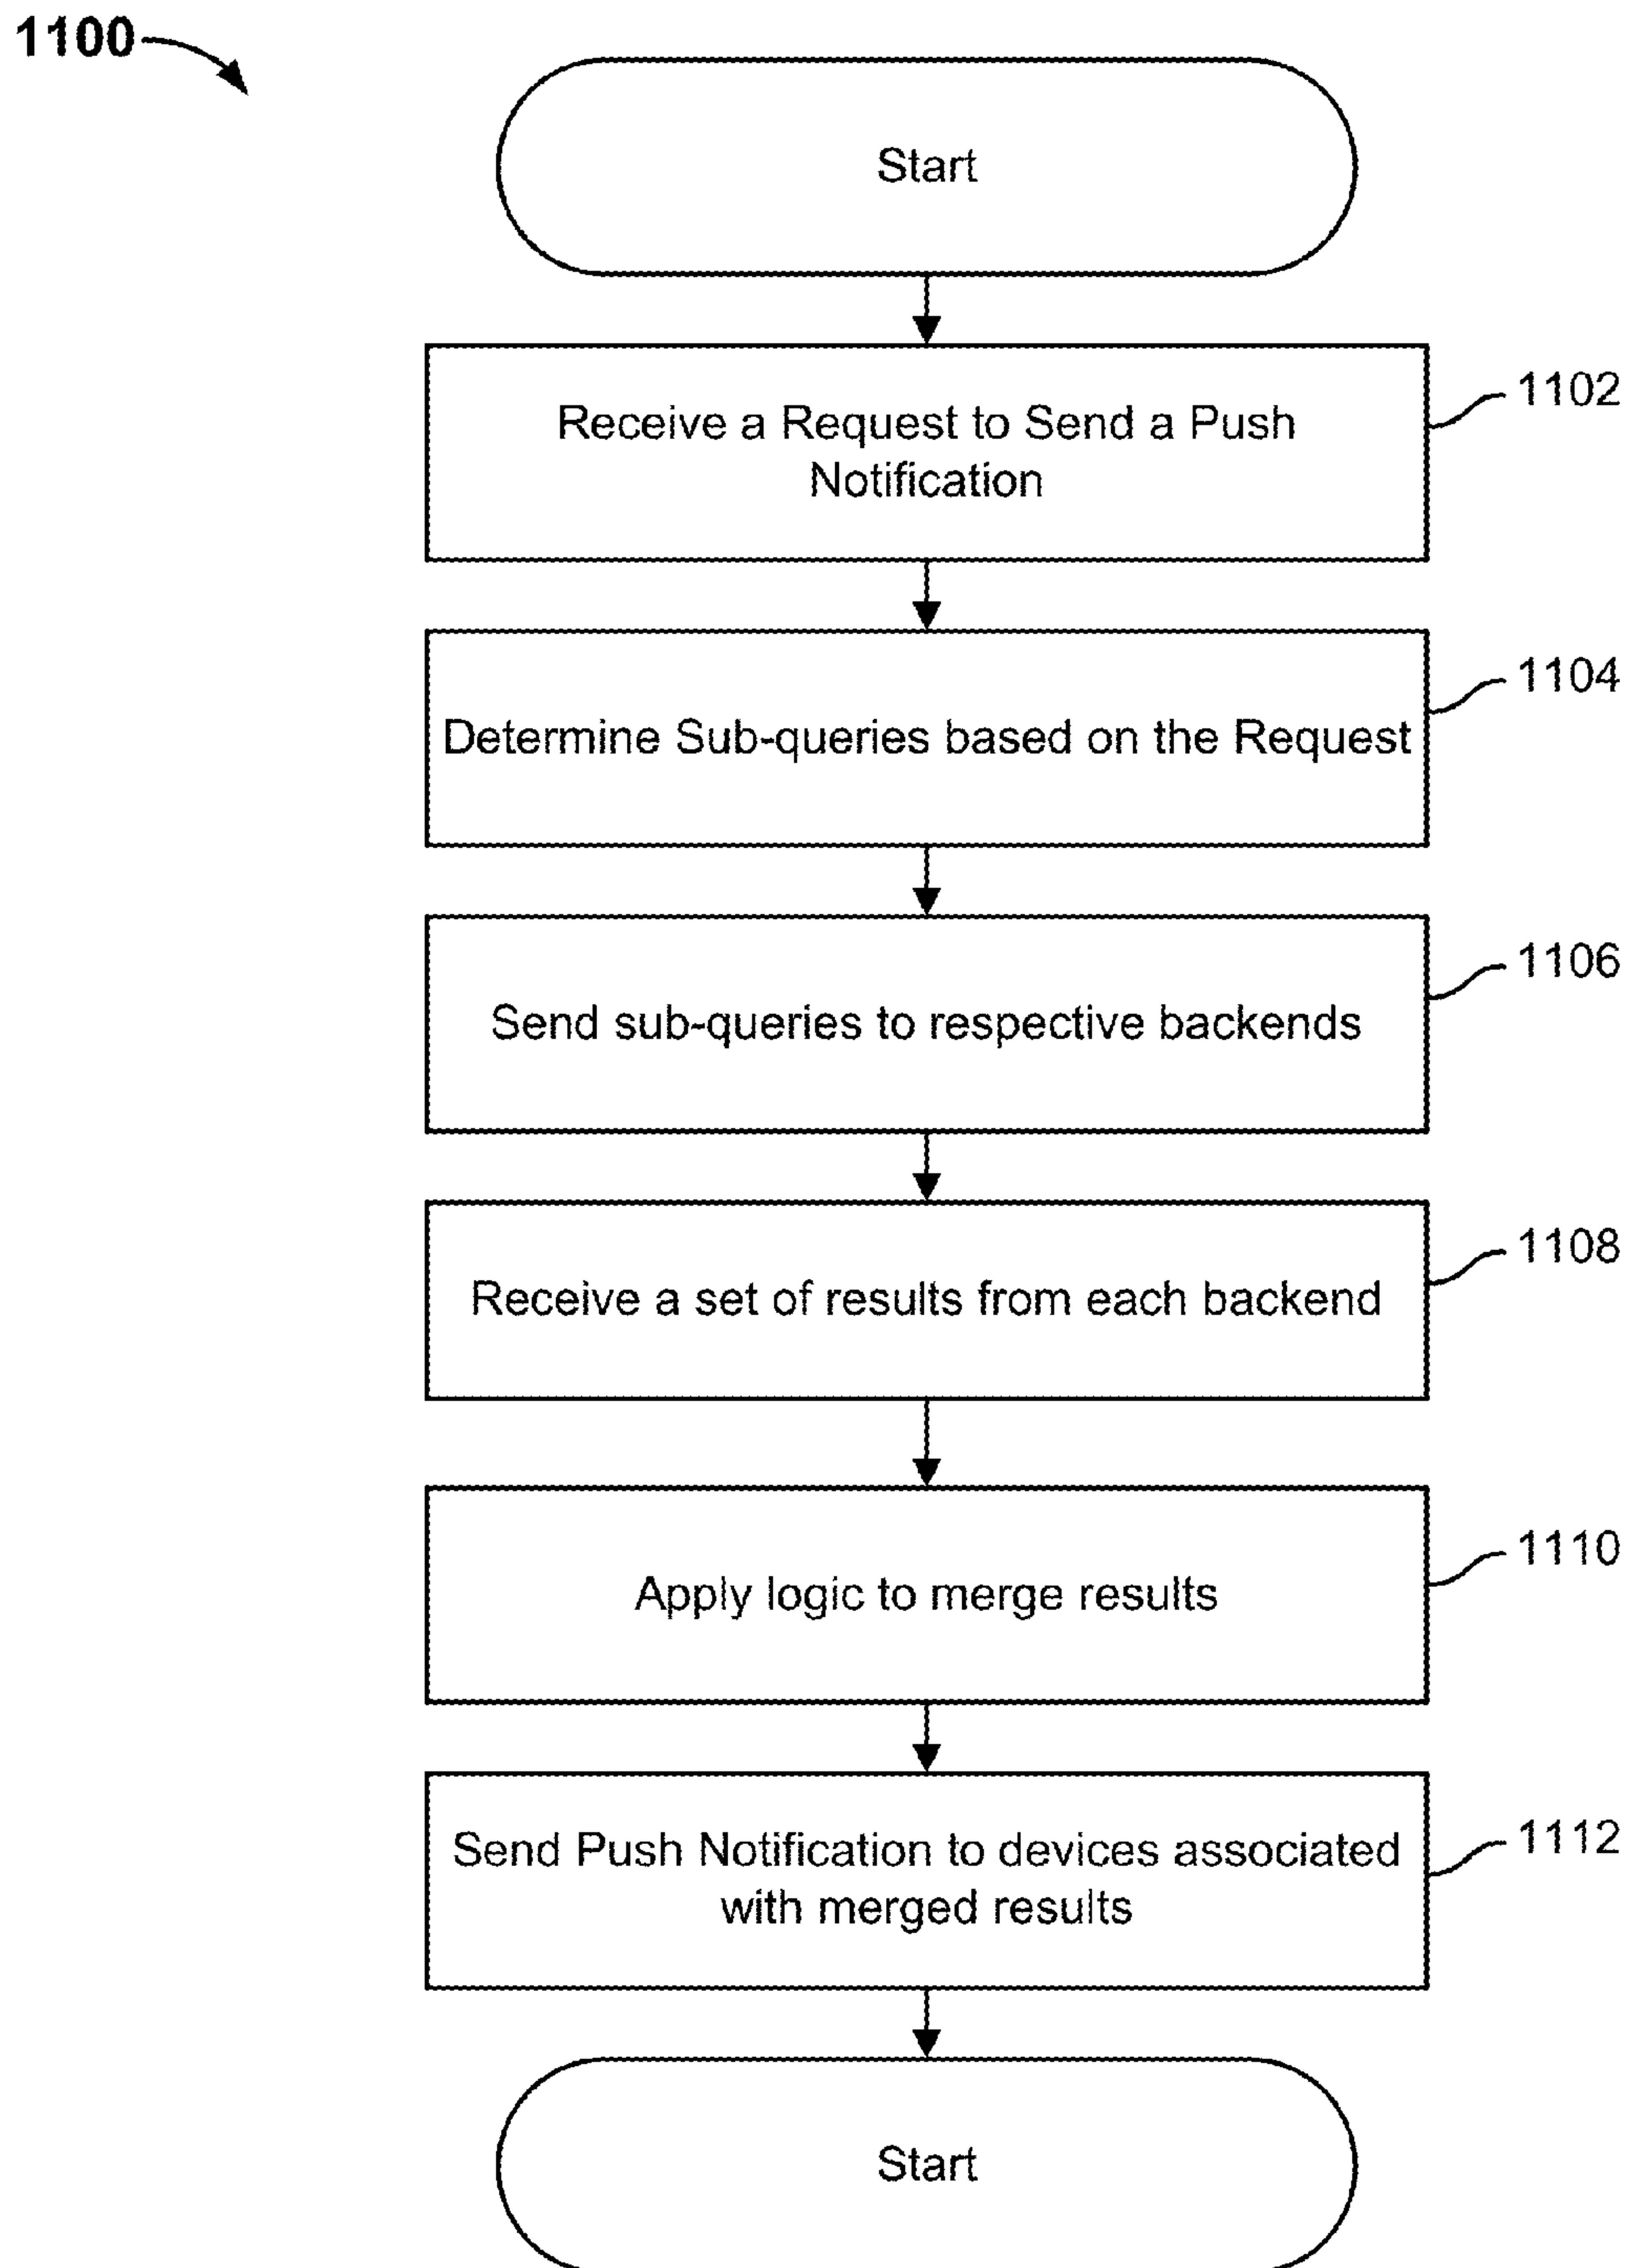 1100
Start
Receive a Request to Send a Push
Notification
1102
Determine Sub-queries based on the Request
1104
Send sub-queries to respective backends
1106
Receive a set of results from each backend
1108
Apply logic to merge results
1110
Send Push Notification to devices associated
with merged results
1112
Start